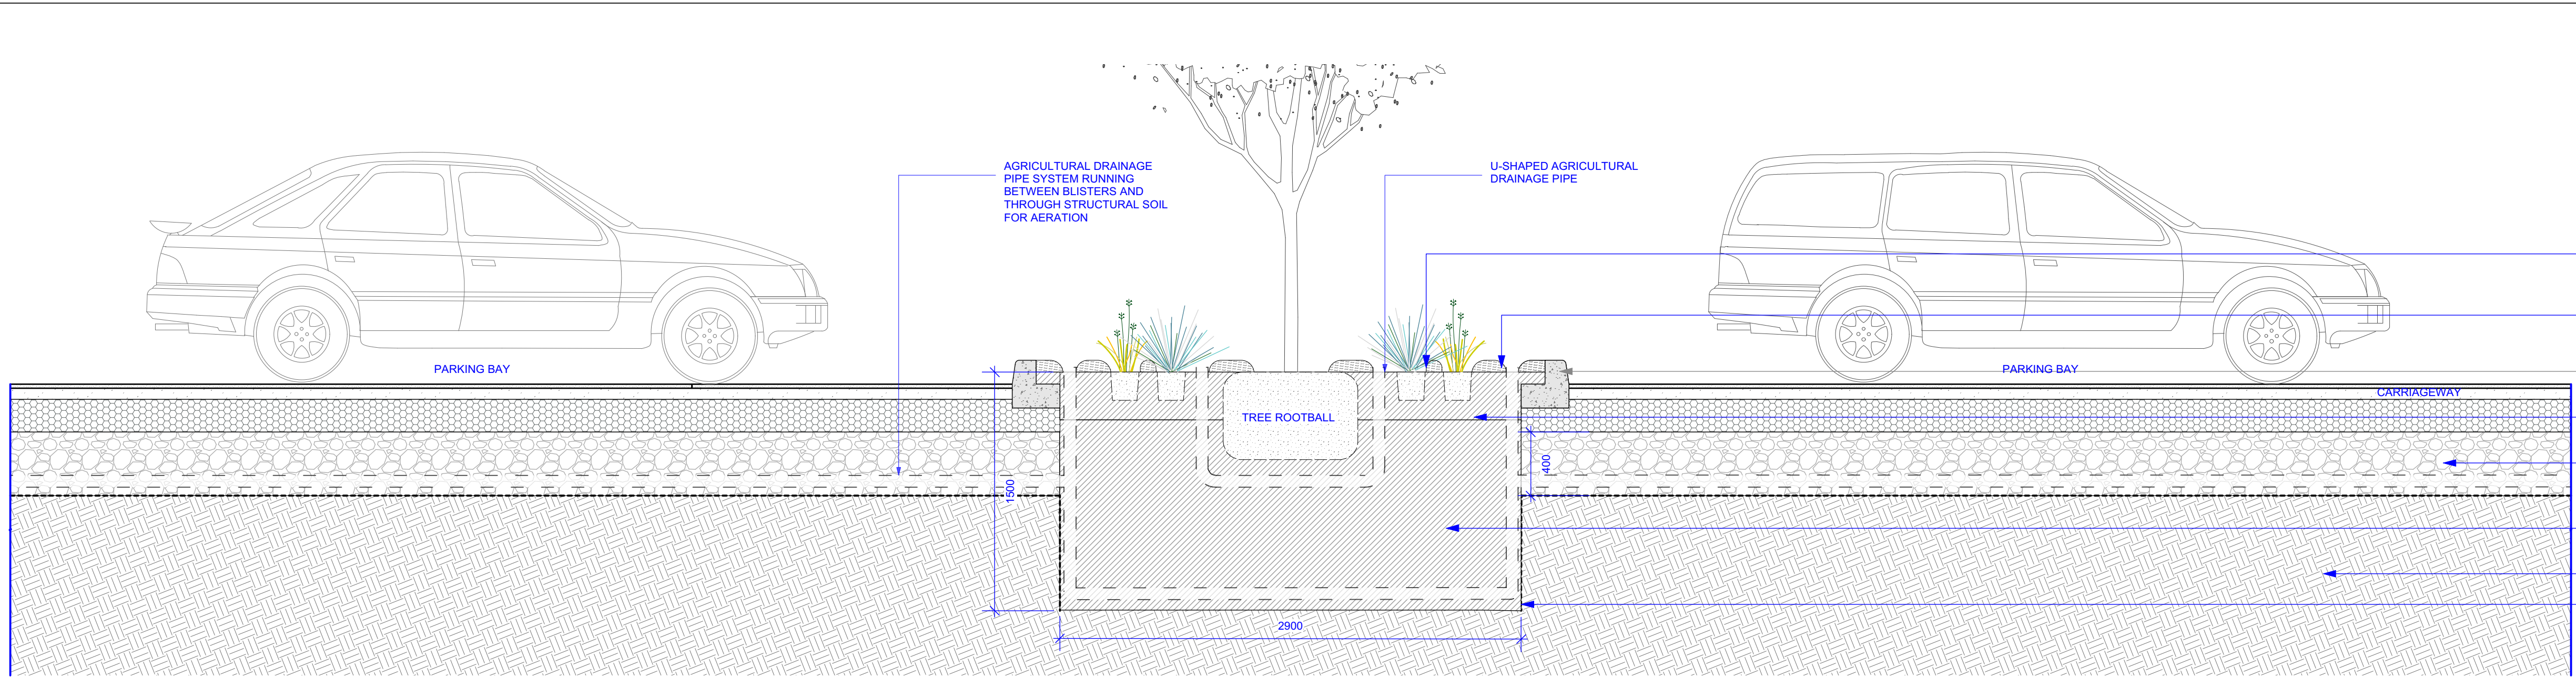 AGRICULTURAL DRAINAGE
PIPE SYSTEM RUNNING
BETWEEN BLISTERS AND
THROUGH STRUCTURAL SOIL
FOR AERATION
U-SHAPED AGRICULTURAL
DRAINAGE PIPE
PARKING BAY
PARKING BAY
CARRIAGEWAY
TREE ROOTBALL
400
1500
2900